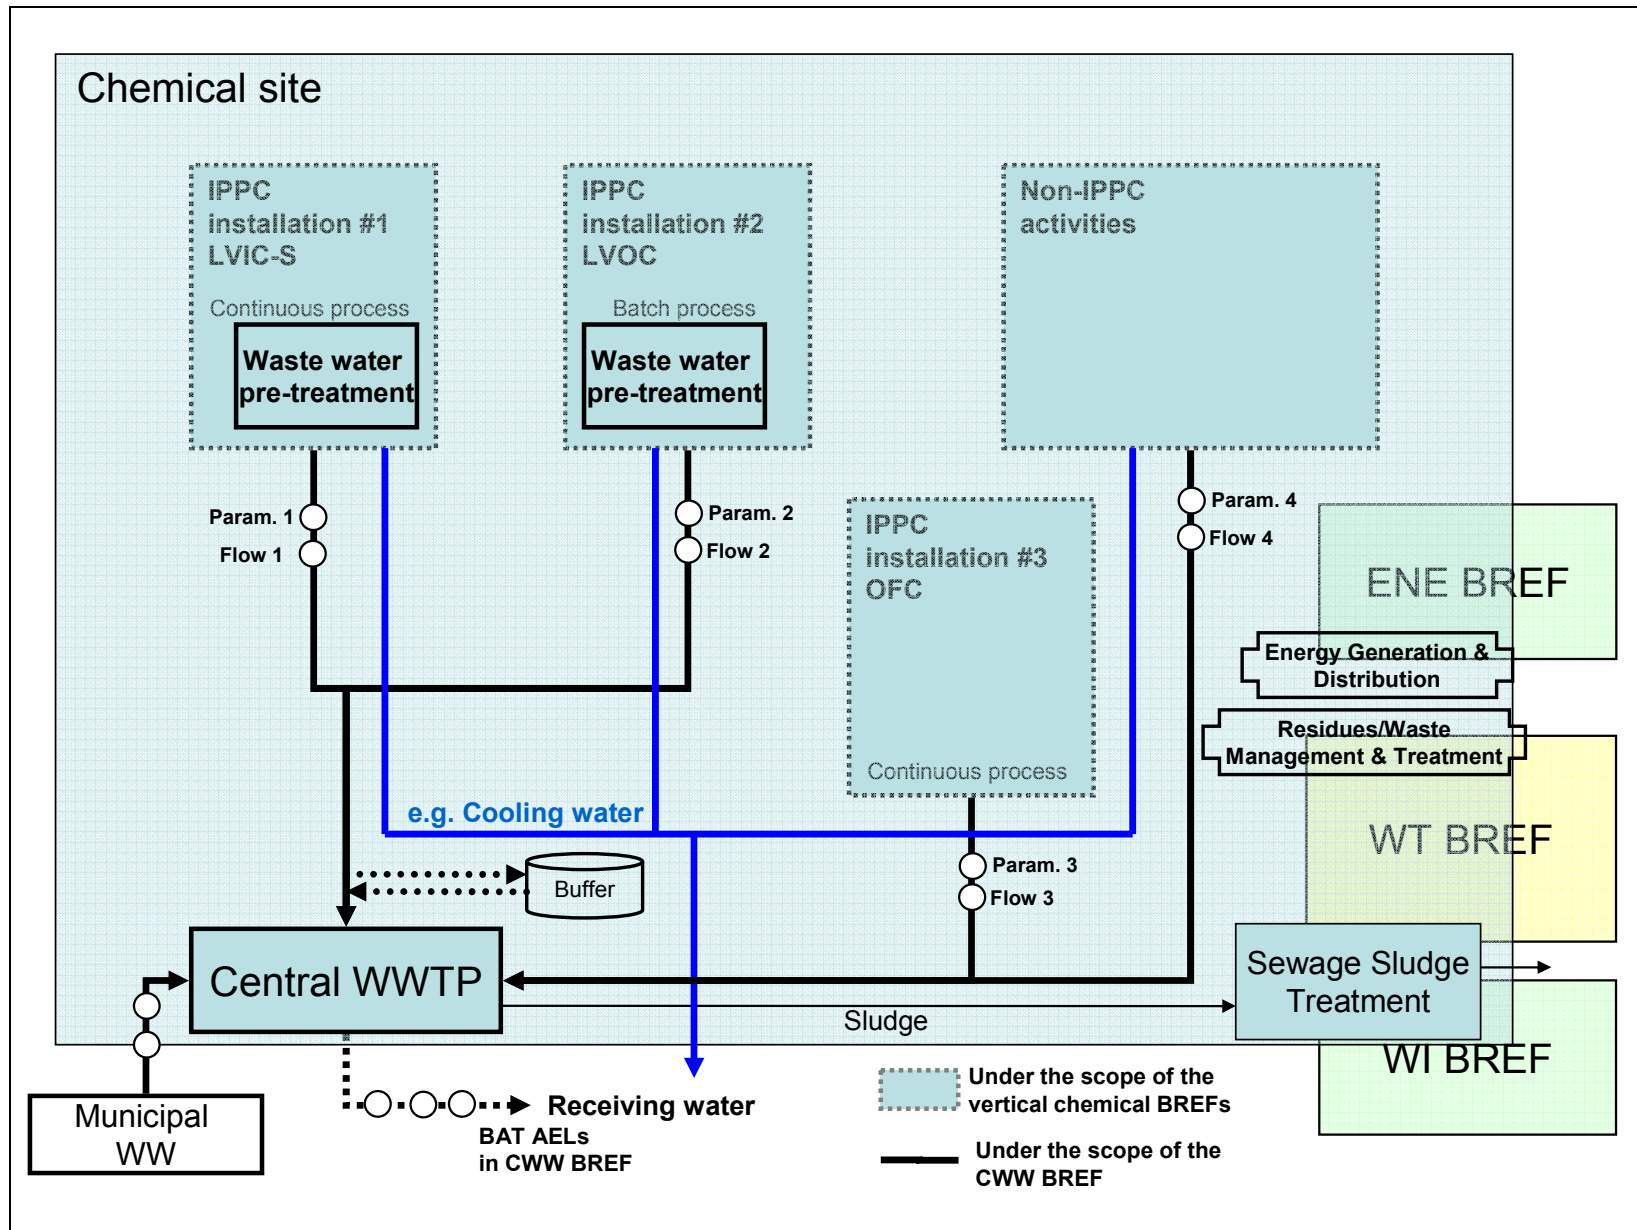 Chemical site
IPPC
installation #1
LVIC-S
Continuous process
Waste water
pre-treatment
IPPC
installation #2
LVOC
Batch process
Waste water
pre-treatment
Non-IPPC
activities
Param. 1
Flow 1
Param. 2
Flow 2
IPPC
installation #3
OFC
Continuous process
Param. 4
Flow 4
ENE BREF
Energy Generation &
Distribution
Residues/Waste
Management & Treatment
WT BREF
e.g. Cooling water
Buffer
Param. 3
Flow 3
Central WWTP
Sludge
Sewage Sludge
Treatment
WI BREF
Municipal
WW
Receiving water
BAT AELs
in CWW BREF
Under the scope of the
vertical chemical BREFs
Under the scope of the
CWW BREF